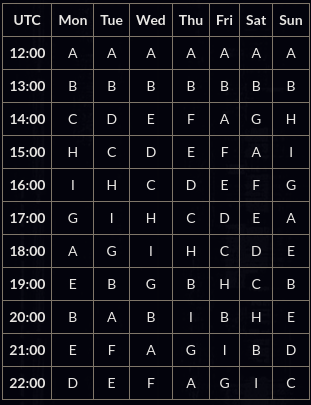 UTC Mon Tue Wed Thu Fri Sat Sun
12:00 A A A A A A A
13:00 B B B B B B B
14:00 C D E F A G H
15:00 H C D E F A I
16:00 I H C D E F G
17:00 G I H C D E A
18:00 A G I H C D E
19:00 E B G B H C B
20:00 B A B I B H E
21:00 E F A G I B D
22:00 D E F A G I C